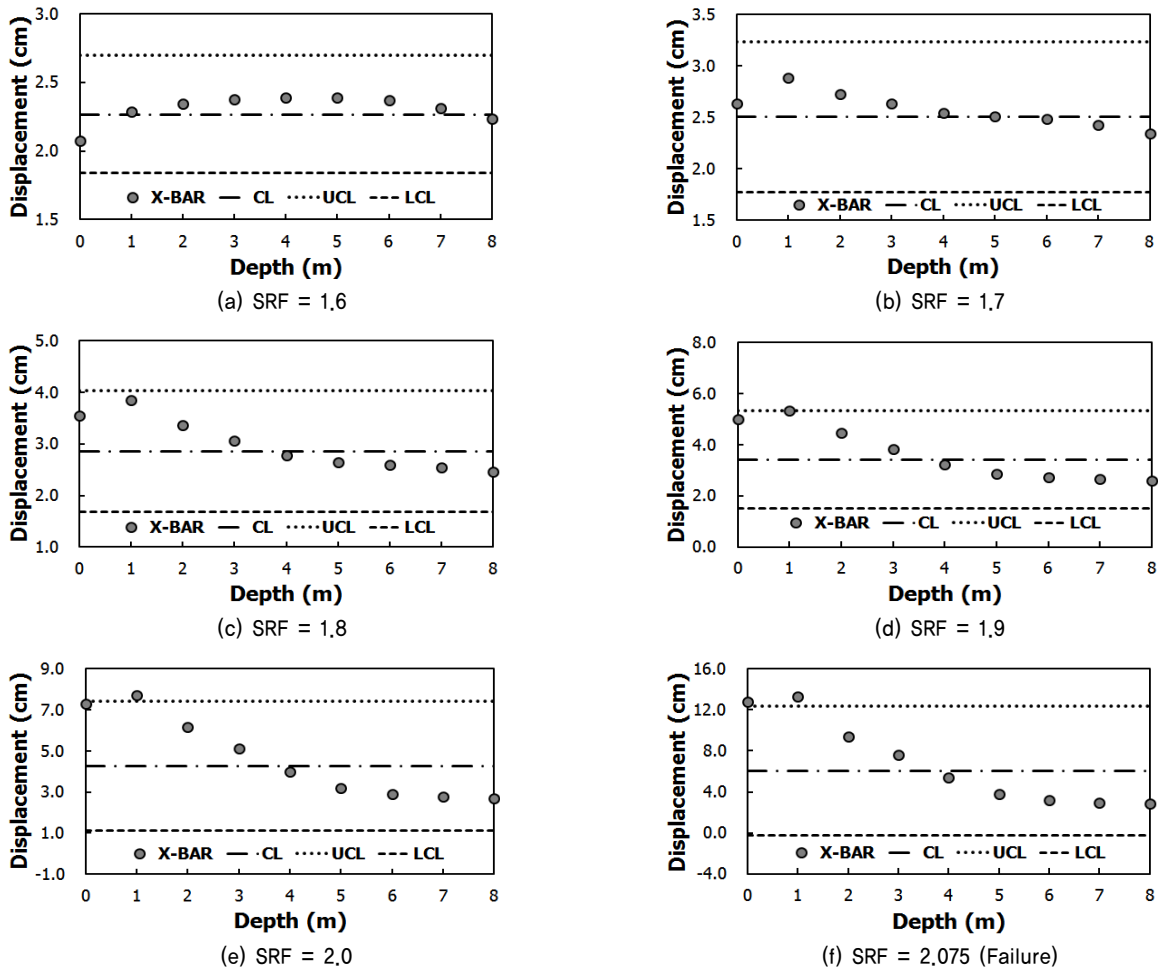 Displacement (cm)
3.0
2.5
2.0
1.5
X-BAR CL UCL LCL
0 1 2 3 4 5 6 7 8
Depth (m)
(a) SRF = 1.6
Displacement (cm)
3.5
3.0
2.5
2.0
1.5
X-BAR CL UCL LCL
0 1 2 3 4 5 6 7 8
Depth (m)
(b) SRF = 1.7
Displacement (cm)
5.0
4.0
3.0
2.0
1.0
X-BAR CL UCL LCL
0 1 2 3 4 5 6 7 8
Depth (m)
(c) SRF = 1.8
Displacement (cm)
8.0
6.0
4.0
2.0
0.0
X-BAR CL UCL LCL
0 1 2 3 4 5 6 7 8
Depth (m)
(d) SRF = 1.9
Displacement (cm)
9.0
7.0
5.0
3.0
1.0
-1.0
X-BAR CL UCL LCL
0 1 2 3 4 5 6 7 8
Depth (m)
(e) SRF = 2.0
Displacement (cm)
16.0
12.0
8.0
4.0
0.0
-4.0
X-BAR CL UCL LCL
0 1 2 3 4 5 6 7 8
Depth (m)
(f) SRF = 2.075 (Failure)